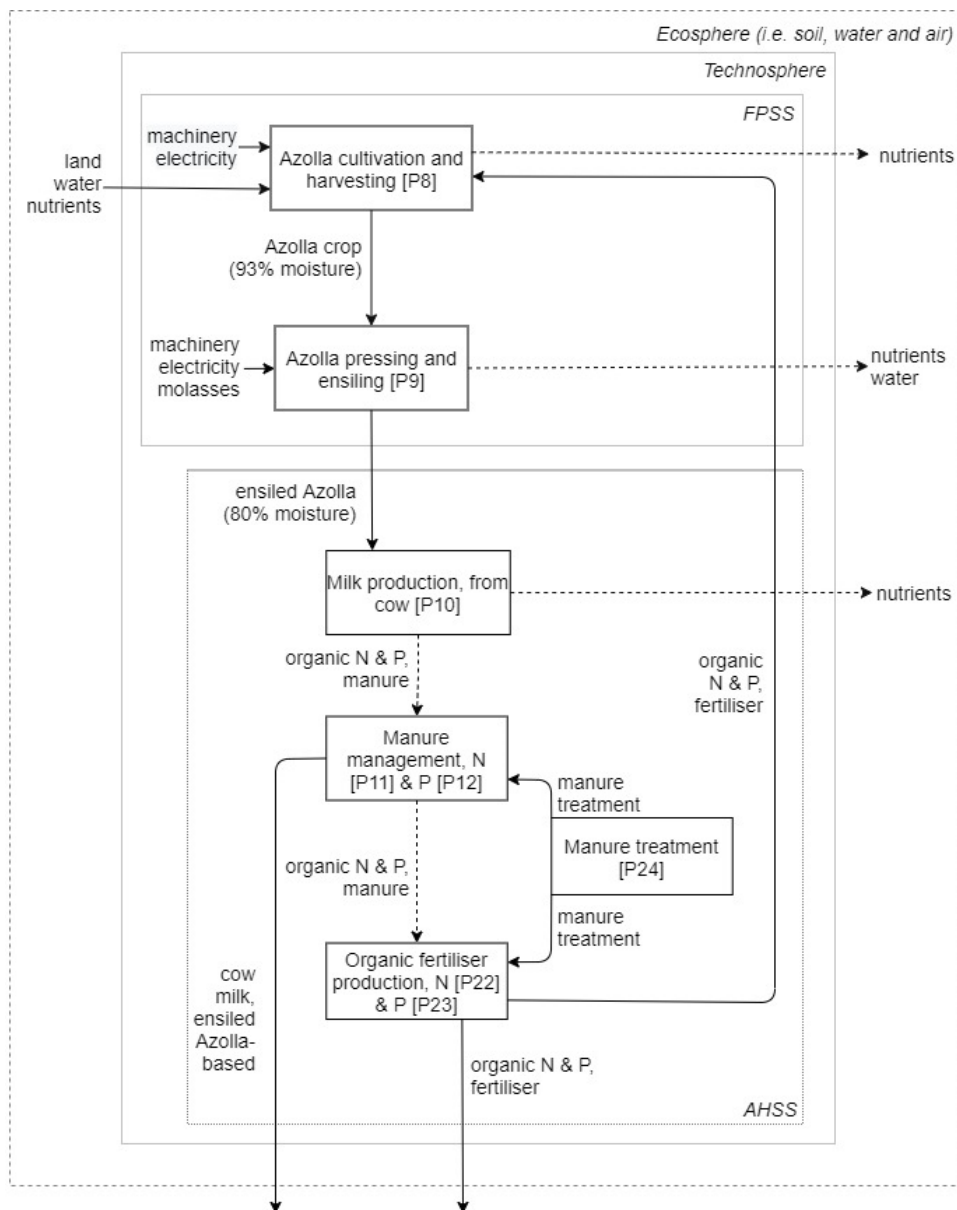 Ecosphere (i.e. soil, water and air)
Technosphere
FPSS
machinery
electricity
land
water
nutrients
Azolla cultivation and
harvesting [P8]
nutrients
Azolla crop
(93% moisture)
machinery
electricity
molasses
Azolla pressing and
ensiling [P9]
nutrients
water
ensiled Azolla
(80% moisture)
Milk production, from
cow [P10]
nutrients
organic N & P,
manure
organic
N & P,
fertiliser
Manure
management, N
[P11] & P [P12]
manure
treatment
Manure treatment
[P24]
organic N & P,
manure
manure
treatment
Organic fertiliser
production, N [P22]
& P [P23]
cow
milk,
ensiled
Azolla-
based
organic N & P,
fertiliser
AHSS